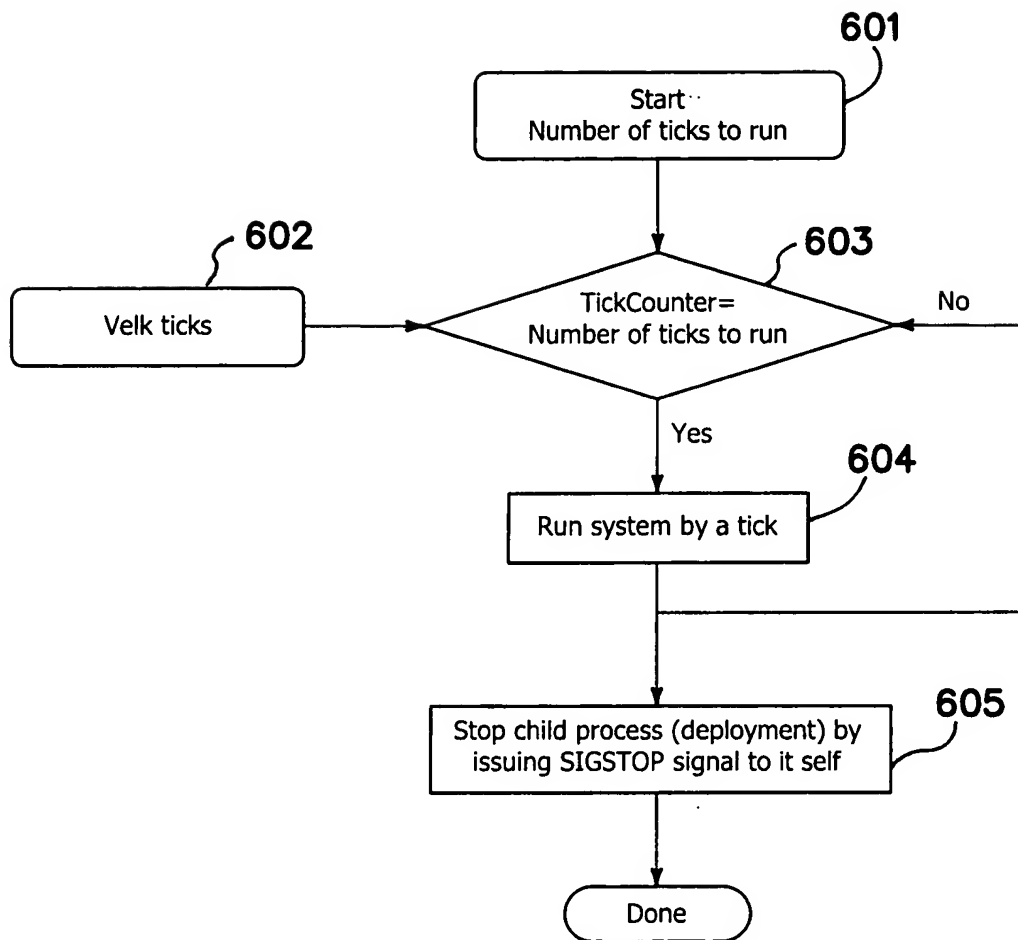 601
Start
Number of ticks to run
602
603
Velk ticks
TickCounter=
Number of ticks to run
No
Yes
604
Run system by a tick
605
Stop child process (deployment) by
issuing SIGSTOP signal to it self
Done